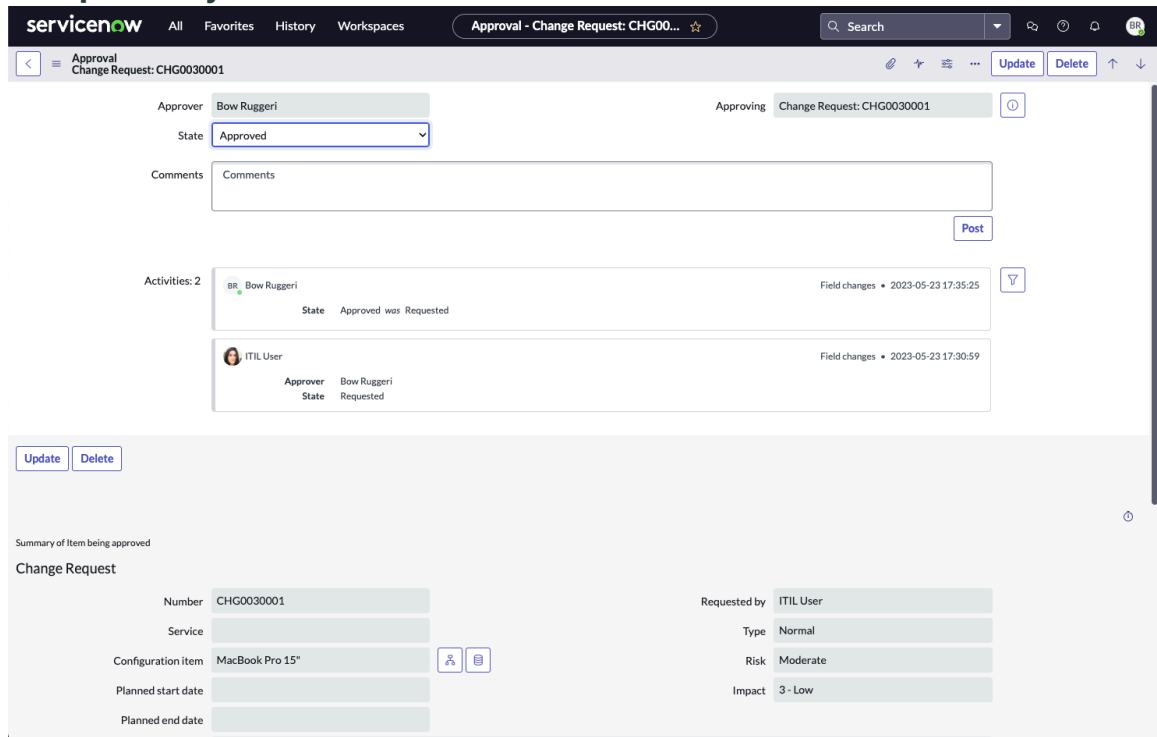 servicenow All Favorites History Workspaces Approval - Change Request: CHG00... Search BR
Approval
Change Request: CHG0030001
Update Delete
Approver Bow Ruggeri Approving Change Request: CHG0030001
State Approved
Comments Comments
Post
Activities: 2
BR Bow Ruggeri Field changes • 2023-05-23 17:35:25
State Approved was Requested
ITIL User Field changes • 2023-05-23 17:30:59
Approver Bow Ruggeri
State Requested
Update Delete
Summary of Item being approved
Change Request
Number CHG0030001 Requested by ITIL User
Service Type Normal
Configuration item MacBook Pro 15" Risk Moderate
Planned start date Impact 3 - Low
Planned end date